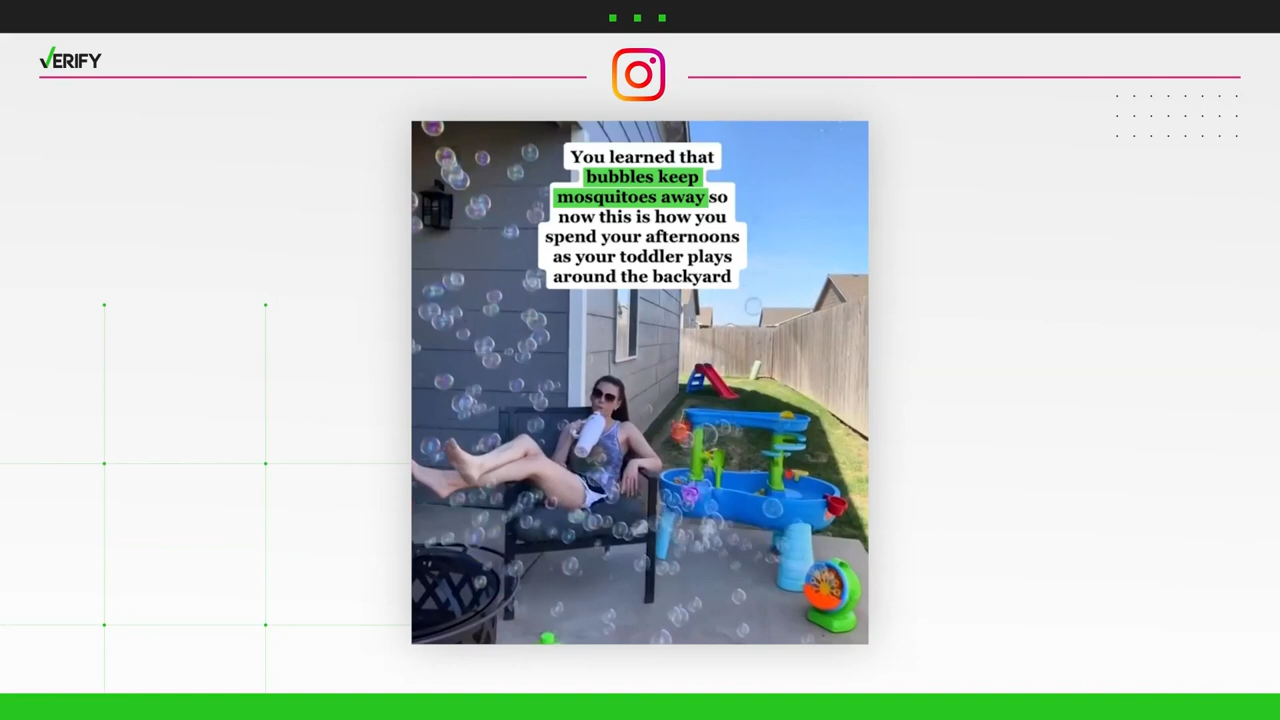 VERIFY
You learned that
bubbles keep
mosquitoes away so
now this is how you
spend your afternoons
as your toddler plays
around the backyard